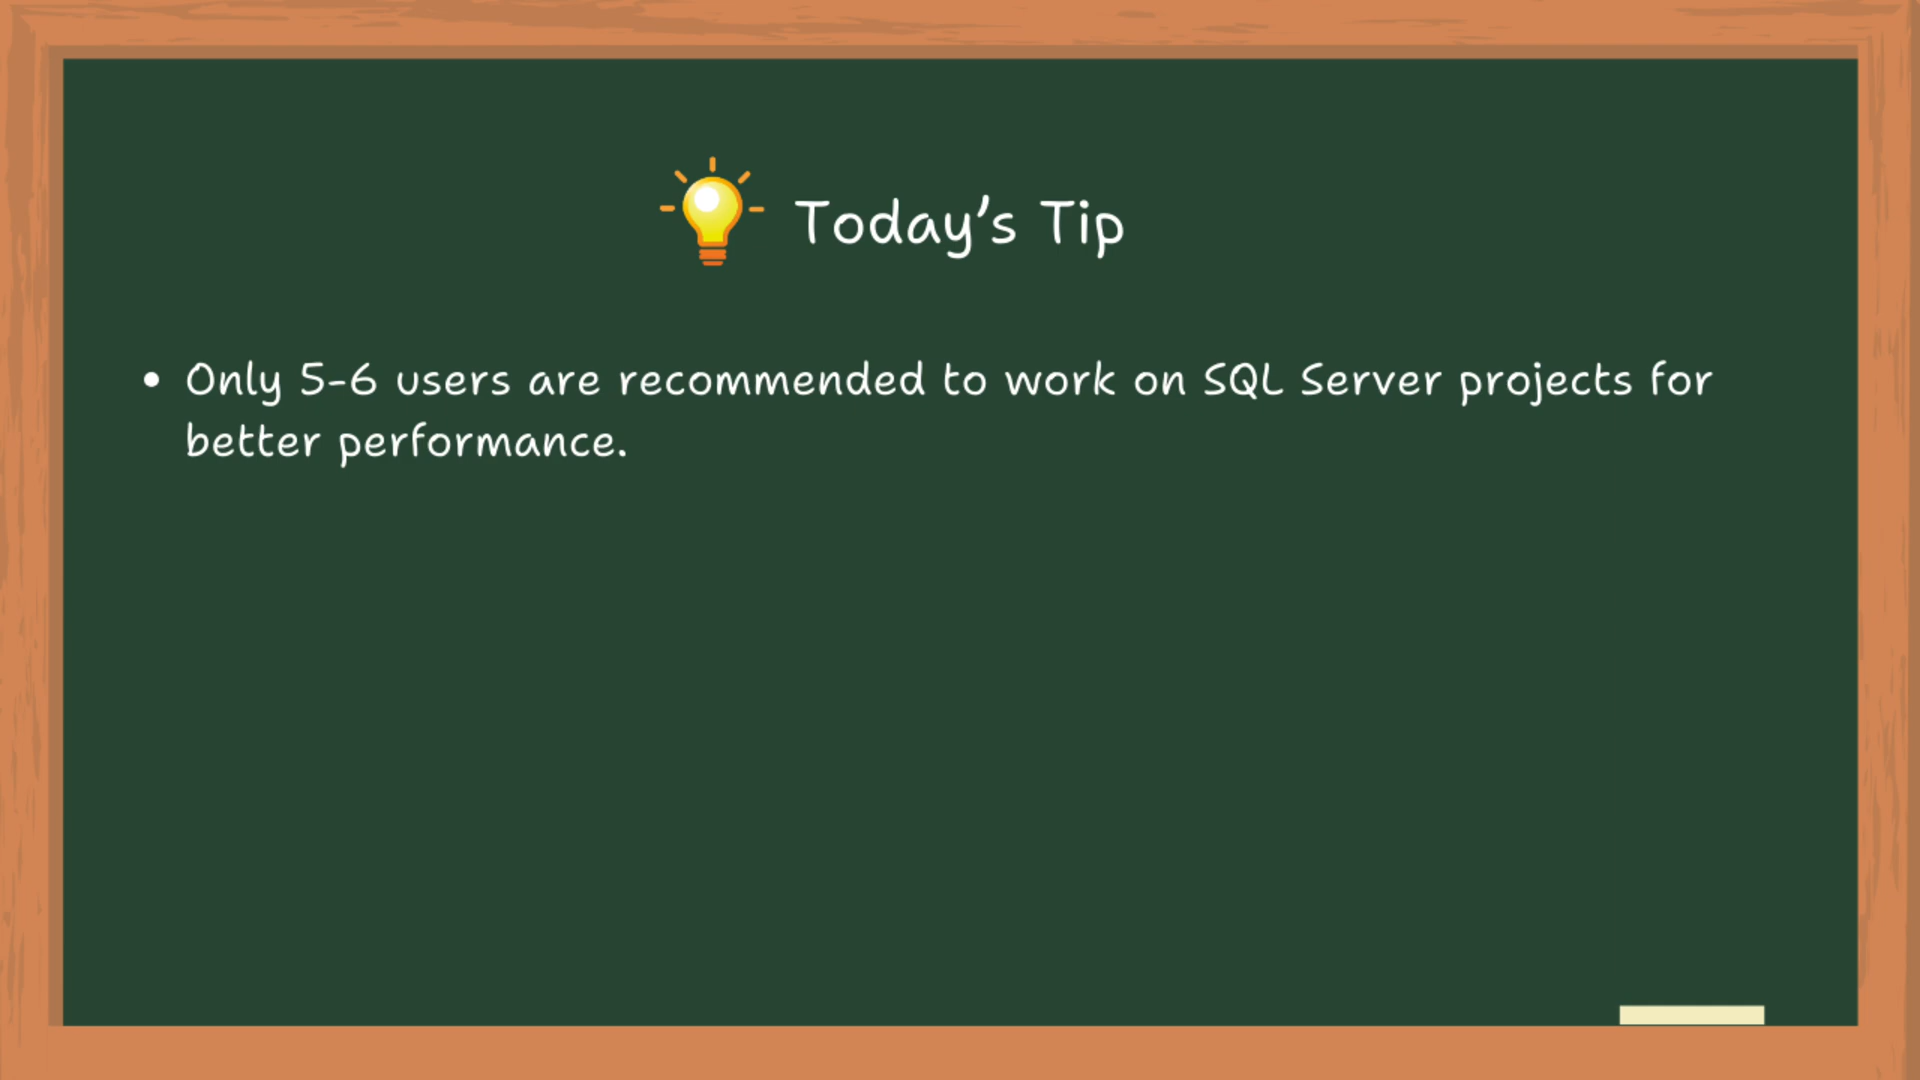 Today’s Tip
• Only 5-6 users are recommended to work on SQL Server projects for
better performance.